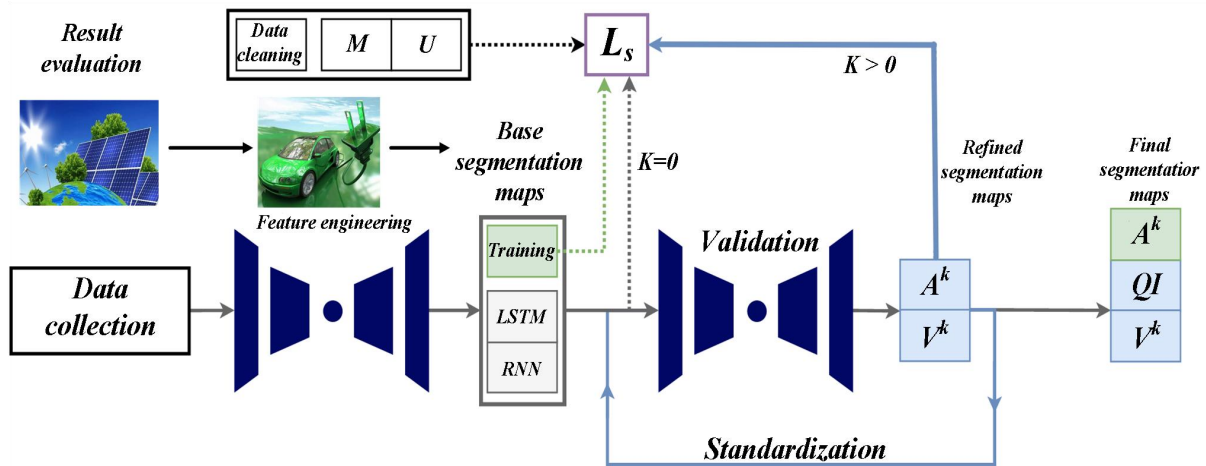 Result
evaluation
Data
cleaning
M
U
L_s
K > 0
K=0
Base
segmentation
maps
Refined
segmentation
maps
Final
segmentatior
maps
Feature engineering
Data
collection
Training
LSTM
RNN
Validation
A^k
V^k
A^k
QI
V^k
Standardization